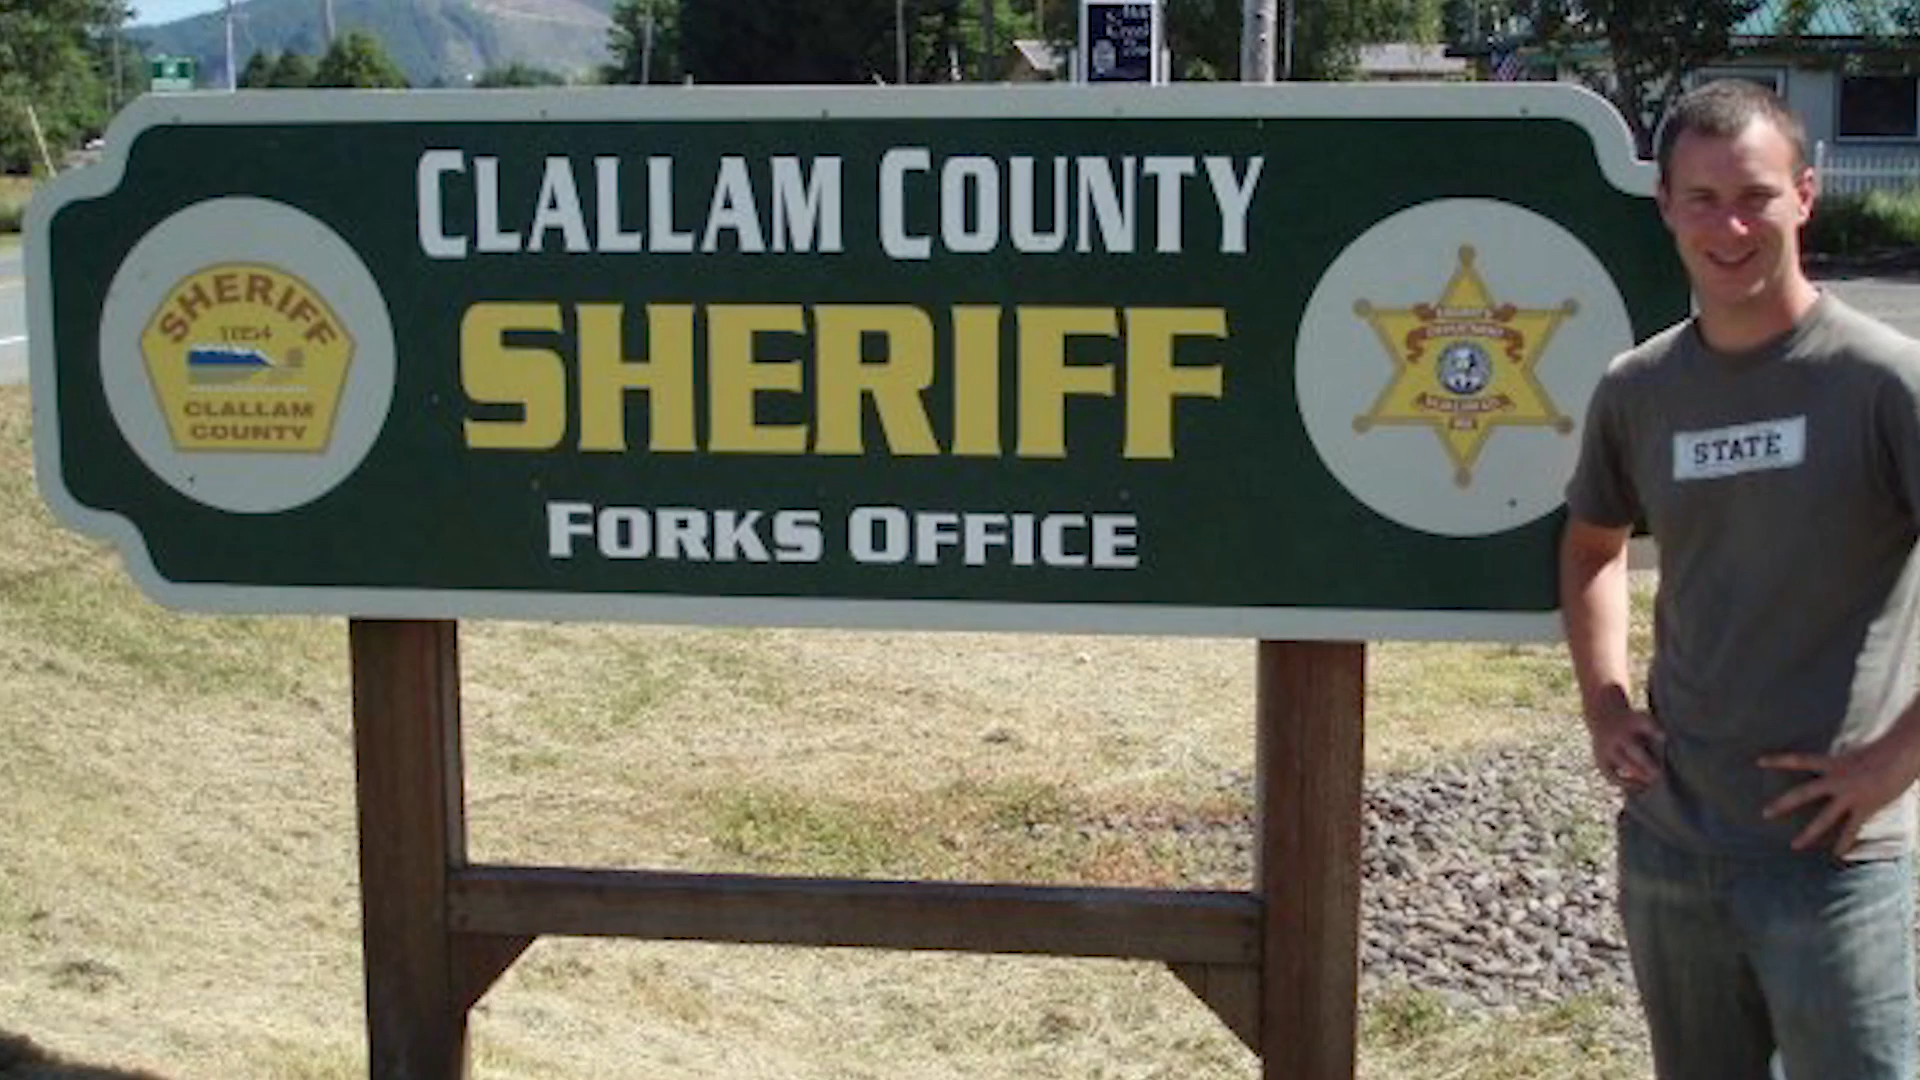 CLALLAM COUNTY
SHERIFF
FORKS OFFICE
SHERIFF
1854
CLALLAM
COUNTY
STATE